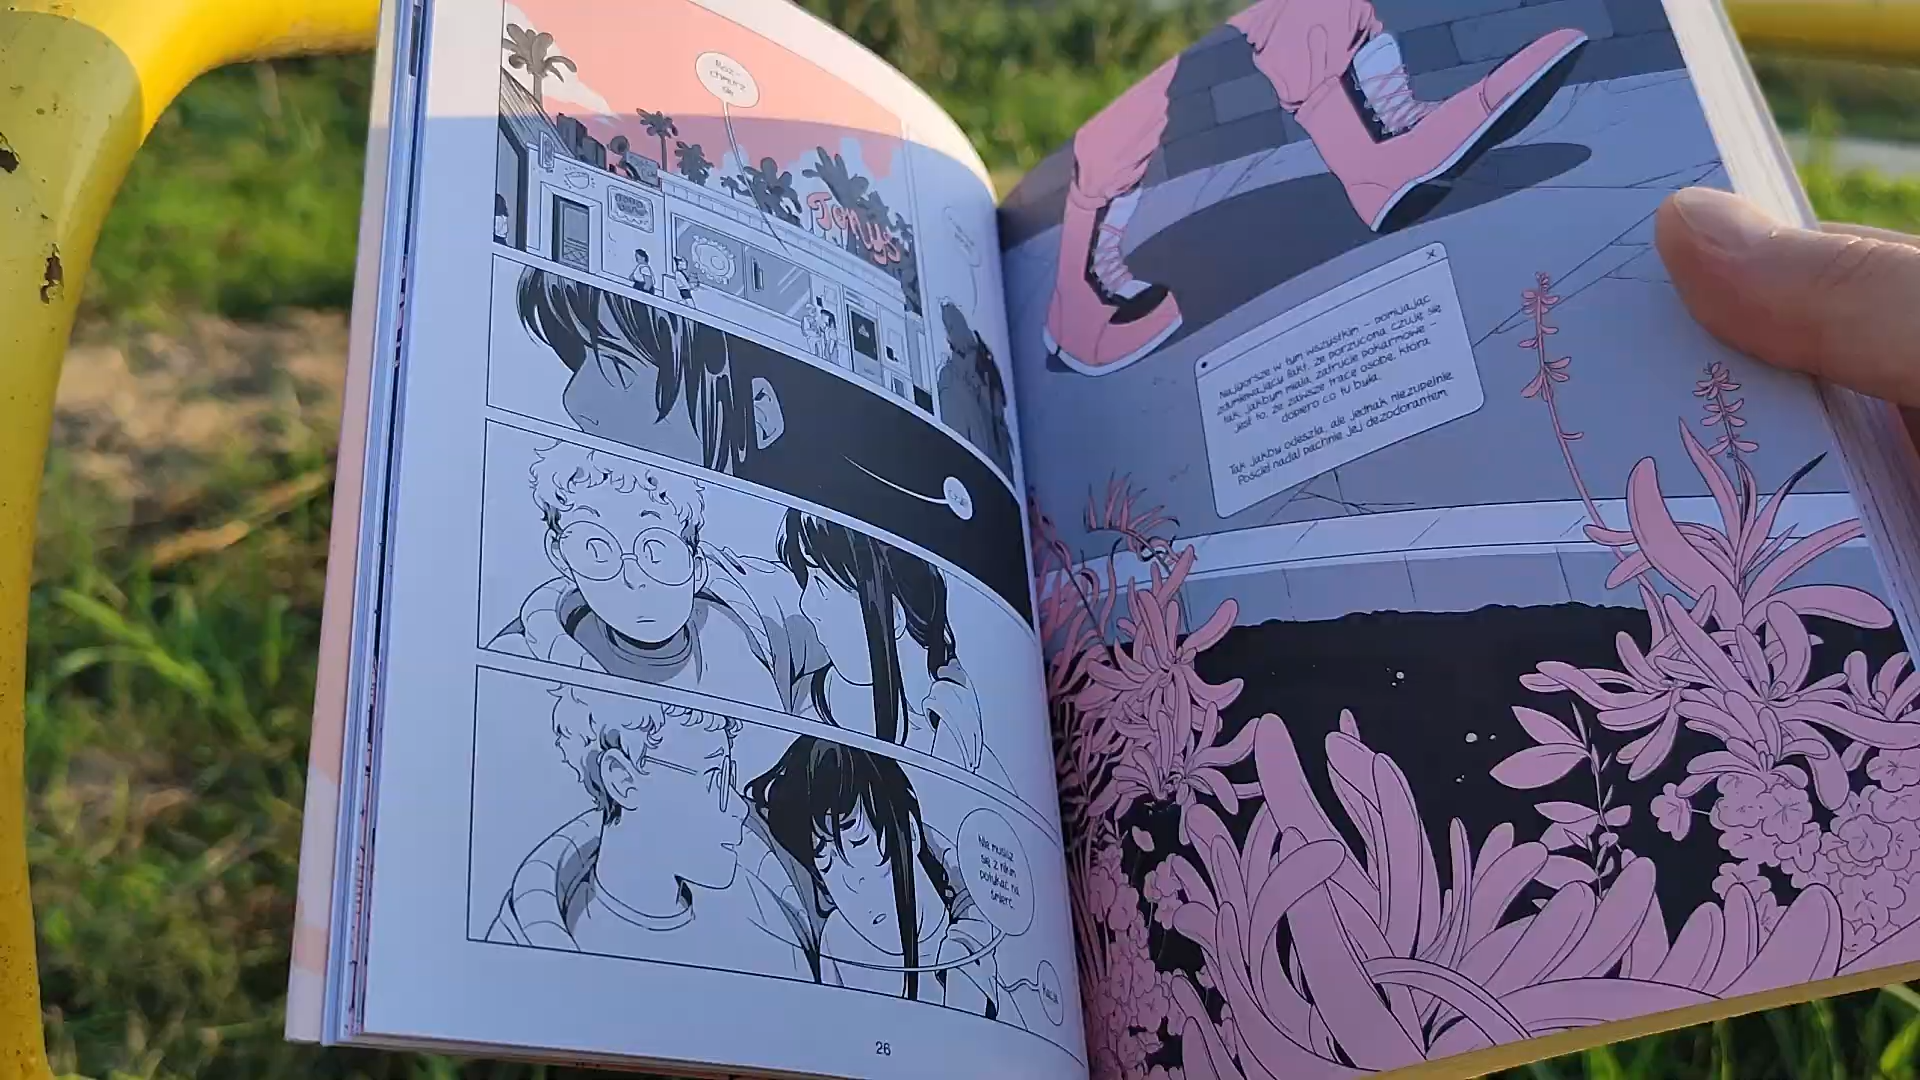 Roz-
chmurz
się
Tony's
Nie musisz
się z nikim
potykać na
śmierć.
26
Najgorsze w tym wszystkim – pomijając
zdumiewający fakt, że porzucona czuję się
tak, jakbym miała zatrucie pokarmowe –
jest to, że zawsze tracę osobę, która
dopiero co tu była.
Tak jakby odeszła, ale jednak niezupełnie.
Pościel nadal pachnie jej dezodorantem.